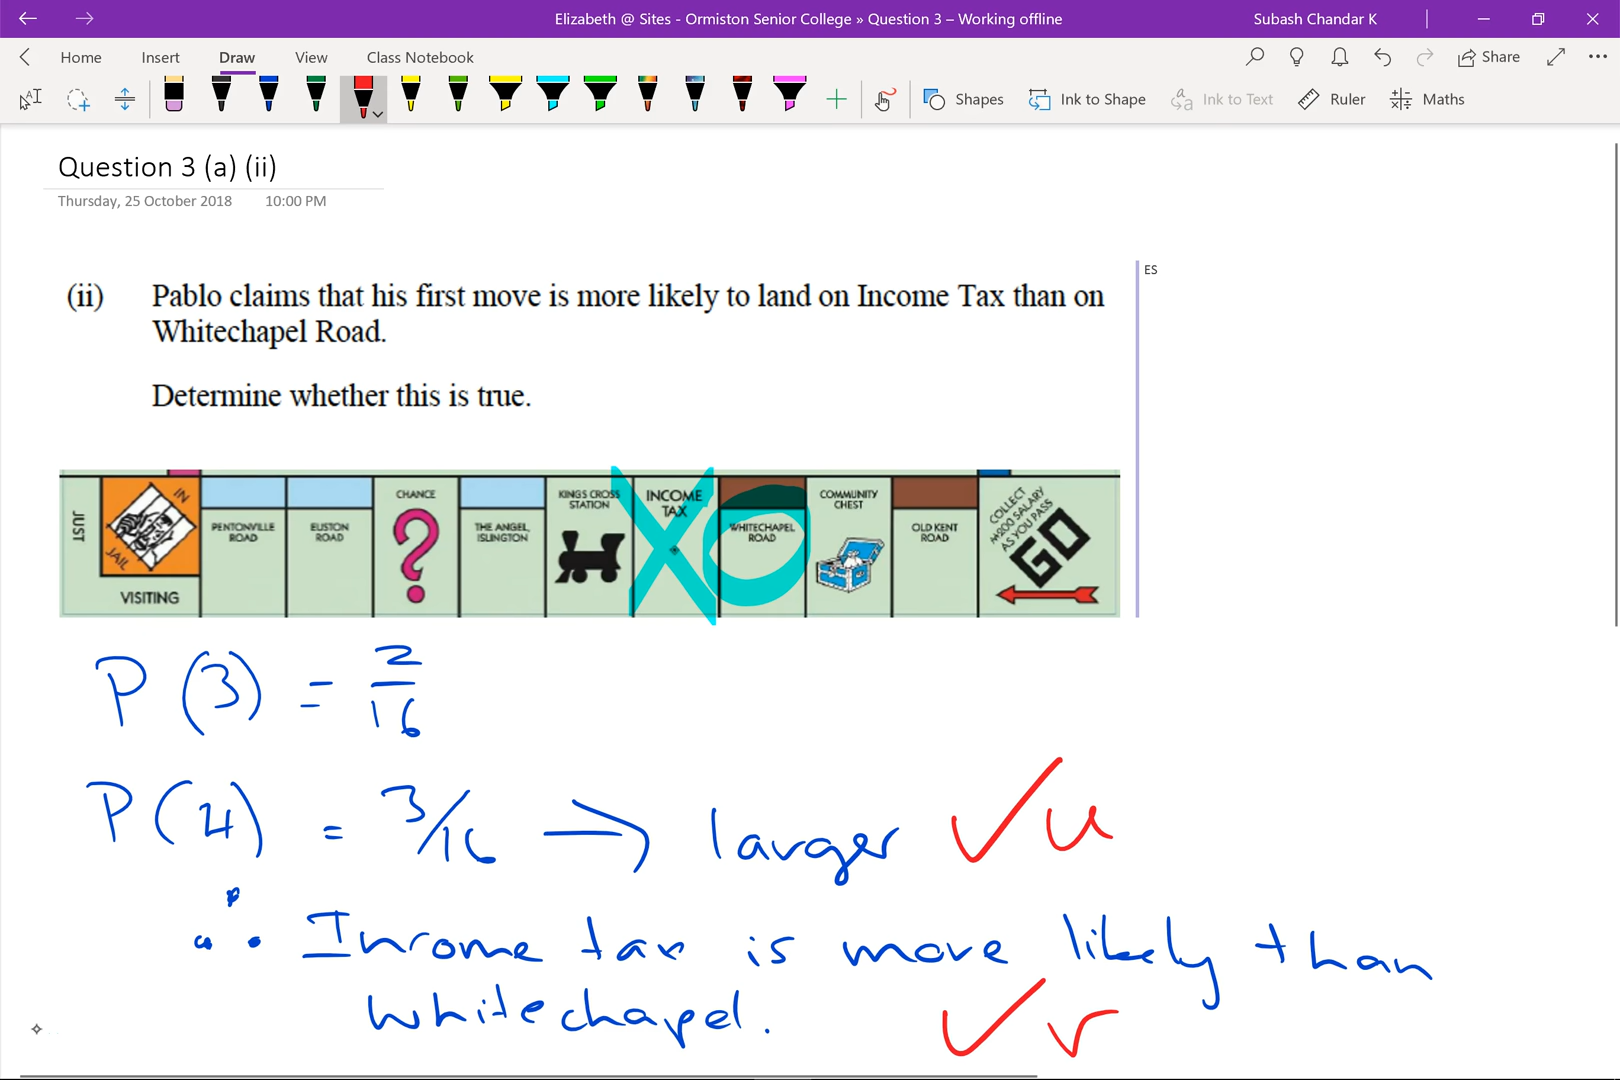 Elizabeth @ Sites - Ormiston Senior College » Question 3 – Working offline
Subash Chandar K
Home Insert Draw View Class Notebook
Share
Shapes Ink to Shape Ink to Text Ruler Maths
Question 3 (a) (ii)
Thursday, 25 October 2018 10:00 PM
ES
(ii) Pablo claims that his first move is more likely to land on Income Tax than on
Whitechapel Road.
Determine whether this is true.
JUST
IN
JAIL
VISITING
PENTONVILLE
ROAD
EUSTON
ROAD
CHANCE
?
THE ANGEL,
ISLINGTON
KINGS CROSS
STATION
INCOME
TAX
WHITECHAPEL
ROAD
COMMUNITY
CHEST
OLD KENT
ROAD
COLLECT
M200 SALARY
AS YOU PASS
GO
P(3) = 2/16
P(4) = 3/16 → larger ✓ u
∴ Income tax is more likely than
whitechapel. ✓ r